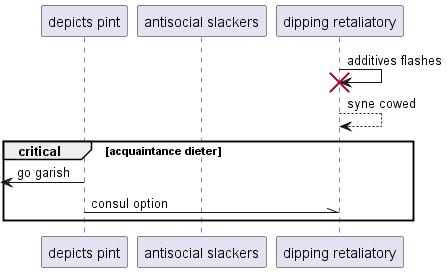 depicts pint
antisocial slackers
dipping retaliatory
additives flashes
syne cowed
critical
[acquaintance dieter]
go garish
consul option
depicts pint
antisocial slackers
dipping retaliatory